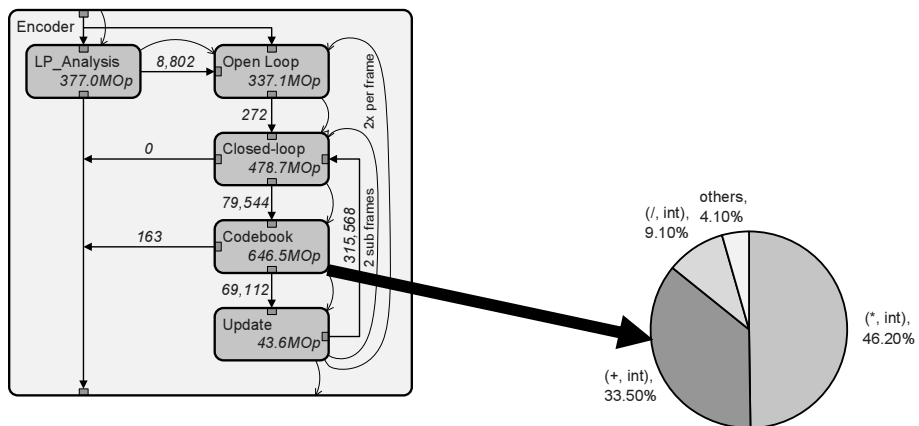 Encoder
LP_Analysis
377.0MOp
8,802
Open Loop
337.1MOp
2x per frame
272
0
Closed-loop
478.7MOp
79,544
315,568
2 sub frames
163
Codebook
646.5MOp
69,112
Update
43.6MOp
others,
4.10%
(/, int),
9.10%
(*, int),
46.20%
(+, int),
33.50%